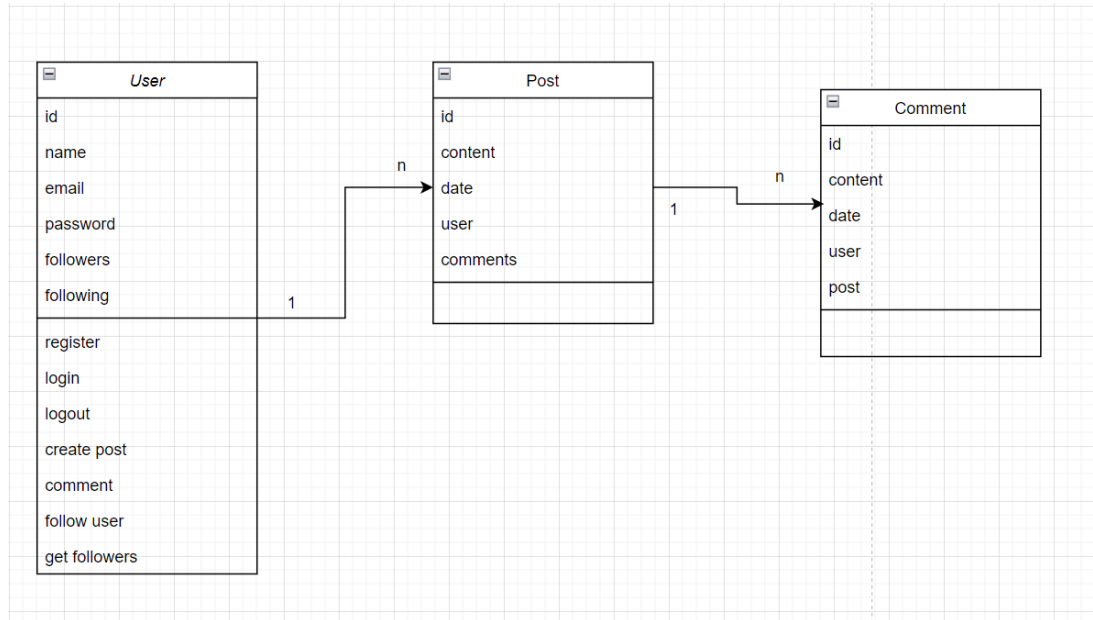 User
id
name
email
password
followers
following
register
login
logout
create post
comment
follow user
get followers
1
n
Post
id
content
date
user
comments
1
n
Comment
id
content
date
user
post